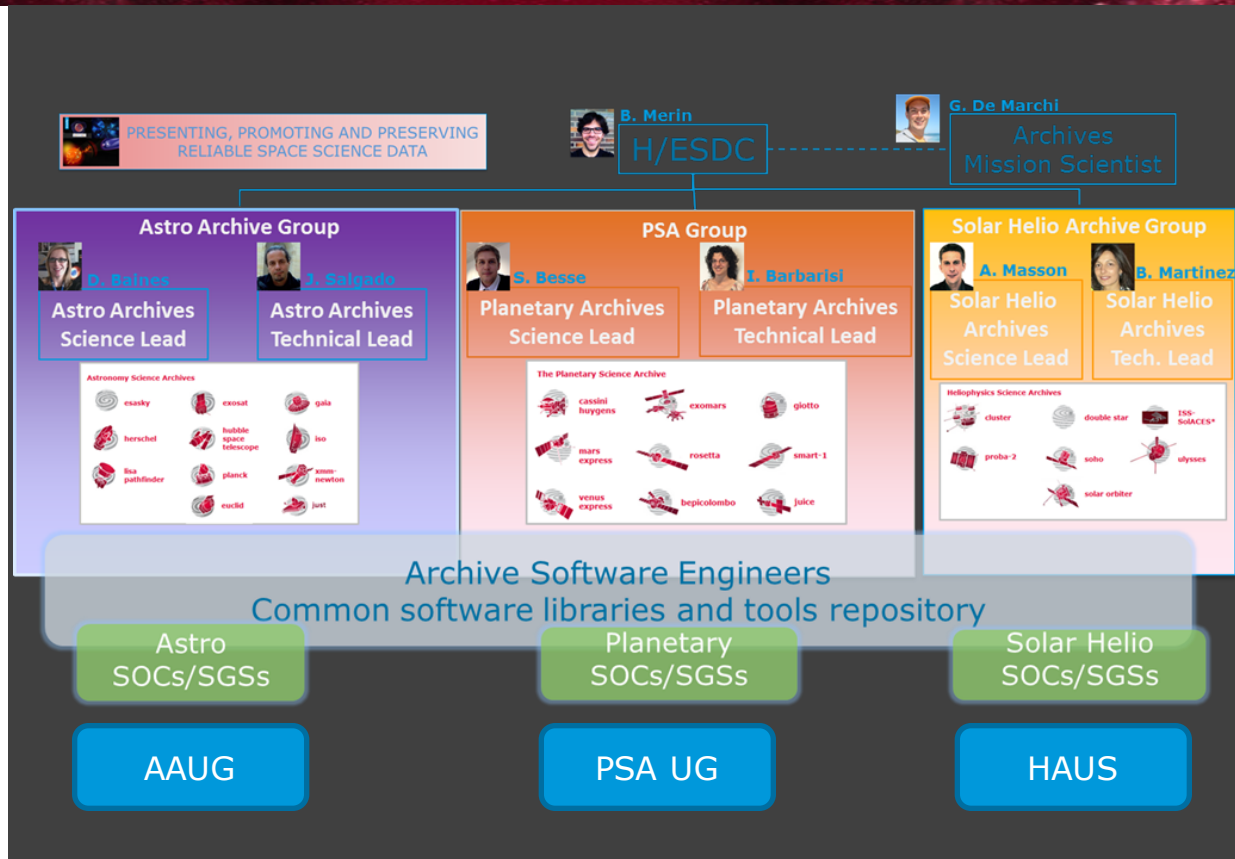 PRESENTING, PROMOTING AND PRESERVING
RELIABLE SPACE SCIENCE DATA
B. Merin
H/ESDC
G. De Marchi
Archives
Mission Scientist
Astro Archive Group
D. Baines
J. Salgado
Astro Archives
Science Lead
Astro Archives
Technical Lead
Astronomy Science Archives
esasky
exosat
gaia
herschel
hubble
space
telescope
iso
lisa
pathfinder
planck
xmm-
newton
euclid
just
PSA Group
S. Besse
I. Barbarisi
Planetary Archives
Science Lead
Planetary Archives
Technical Lead
The Planetary Science Archive
cassini
huygens
exomars
giotto
mars
express
rosetta
smart-1
venus
express
bepicolombo
juice
Solar Helio Archive Group
A. Masson
B. Martinez
Solar Helio
Archives
Science Lead
Solar Helio
Archives
Tech. Lead
Heliophysics Science Archives
cluster
double star
ISS-
SolACES*
proba-2
soho
ulysses
solar orbiter
Archive Software Engineers
Common software libraries and tools repository
Astro
SOCs/SGSs
Planetary
SOCs/SGSs
Solar Helio
SOCs/SGSs
AAUG
PSA UG
HAUS